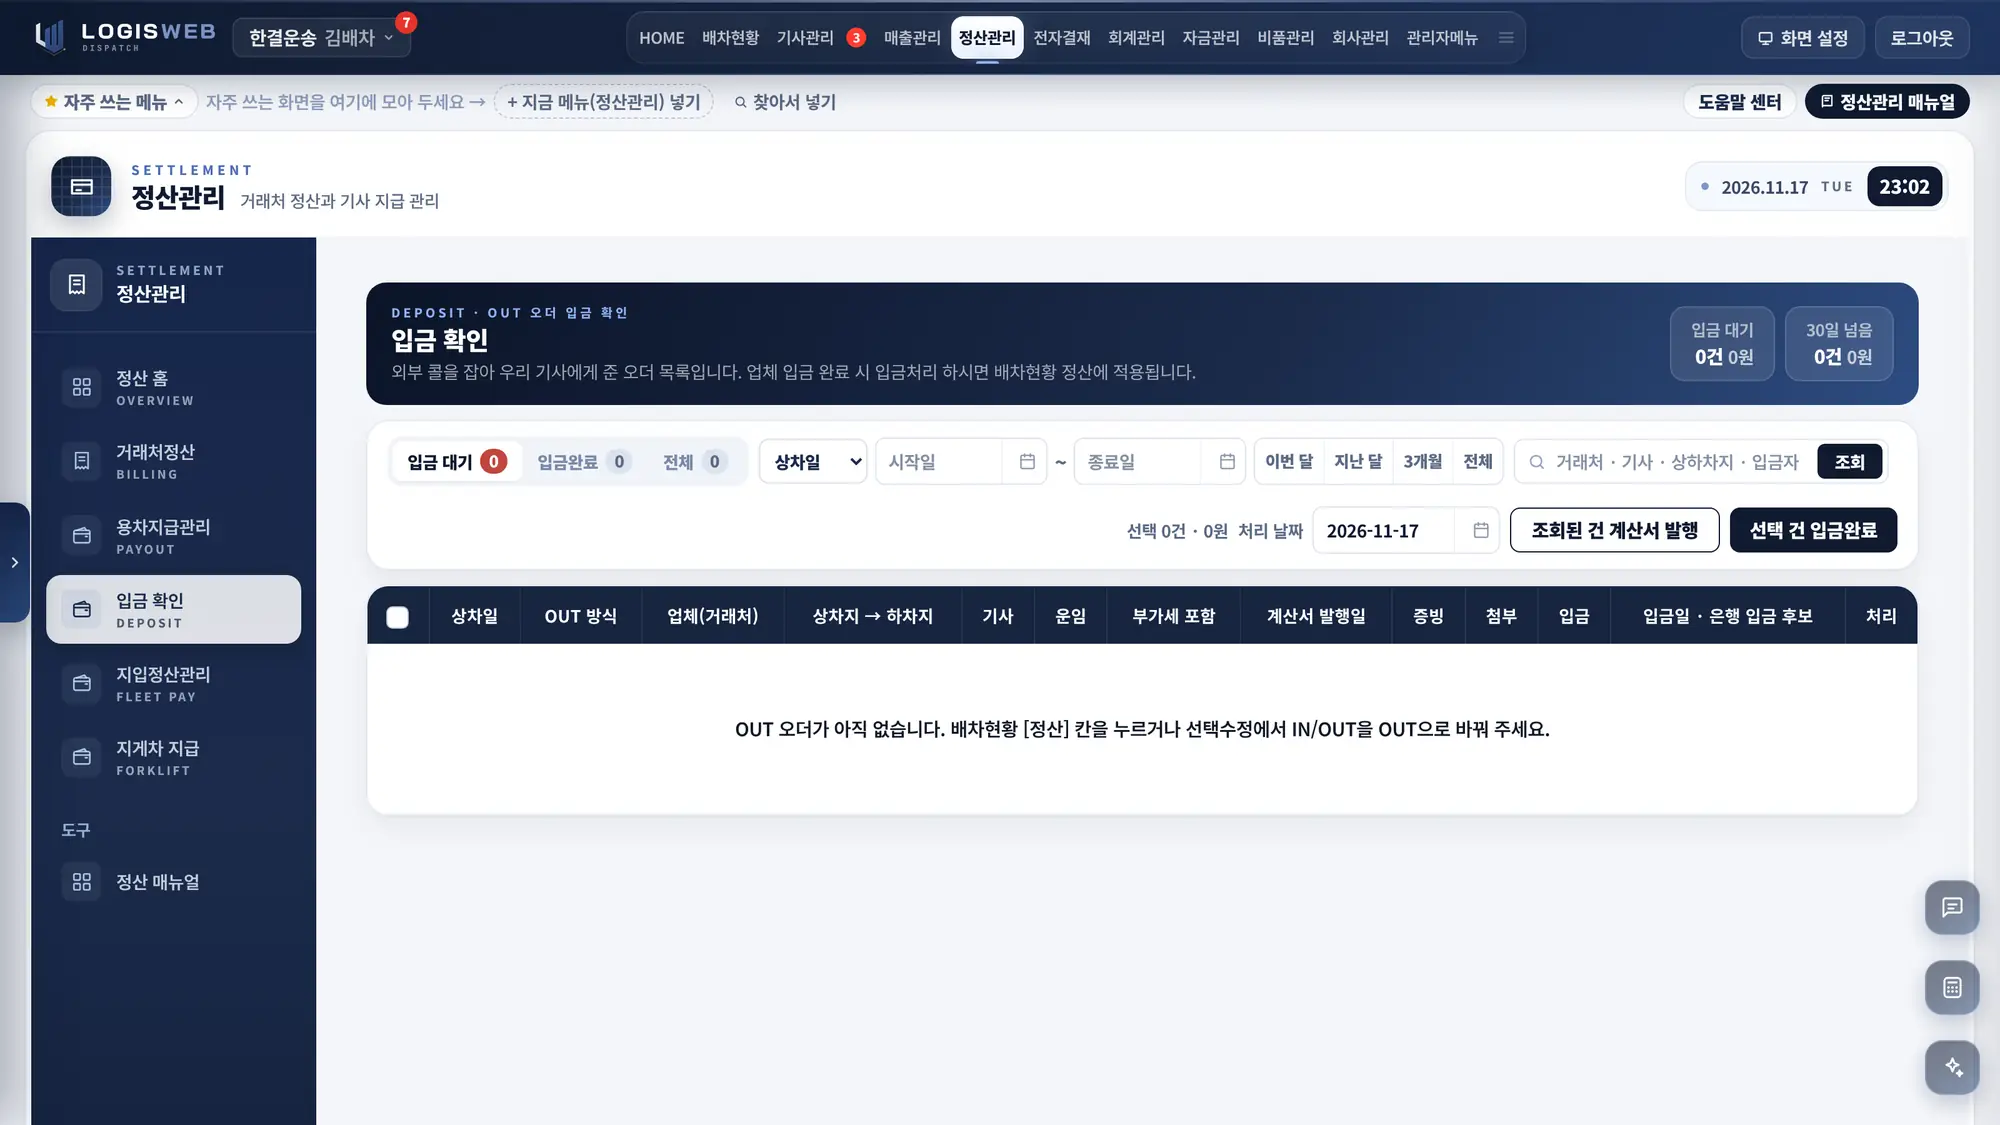 LOGISWEB
DISPATCH
한결운송 김배차
7
HOME 배차현황 기사관리 3 매출관리 정산관리 전자결재 회계관리 자금관리 비품관리 회사관리 관리자메뉴
화면 설정
로그아웃
자주 쓰는 메뉴
자주 쓰는 화면을 여기에 모아 두세요 →
+ 지금 메뉴(정산관리) 넣기
찾아서 넣기
도움말 센터
정산관리 매뉴얼
SETTLEMENT
정산관리 거래처 정산과 기사 지급 관리
2026.11.17 TUE 23:02
SETTLEMENT
정산관리
정산 홈
OVERVIEW
거래처정산
BILLING
용차지급관리
PAYOUT
입금 확인
DEPOSIT
지입정산관리
FLEET PAY
지게차 지급
FORKLIFT
도구
정산 매뉴얼
DEPOSIT · OUT 오더 입금 확인
입금 확인
외부 콜을 잡아 우리 기사에게 준 오더 목록입니다. 업체 입금 완료 시 입금처리 하시면 배차현황 정산에 적용됩니다.
입금 대기
0건 0원
30일 넘음
0건 0원
입금 대기 0 입금완료 0 전체 0
상차일
시작일 ~ 종료일
이번 달 지난 달 3개월 전체
거래처 · 기사 · 상하차지 · 입금자
조회
선택 0건 · 0원 처리 날짜 2026-11-17
조회된 건 계산서 발행
선택 건 입금완료
상차일 OUT 방식 업체(거래처) 상차지 → 하차지 기사 운임 부가세 포함 계산서 발행일 증빙 첨부 입금 입금일 · 은행 입금 후보 처리
OUT 오더가 아직 없습니다. 배차현황 [정산] 칸을 누르거나 선택수정에서 IN/OUT을 OUT으로 바꿔 주세요.